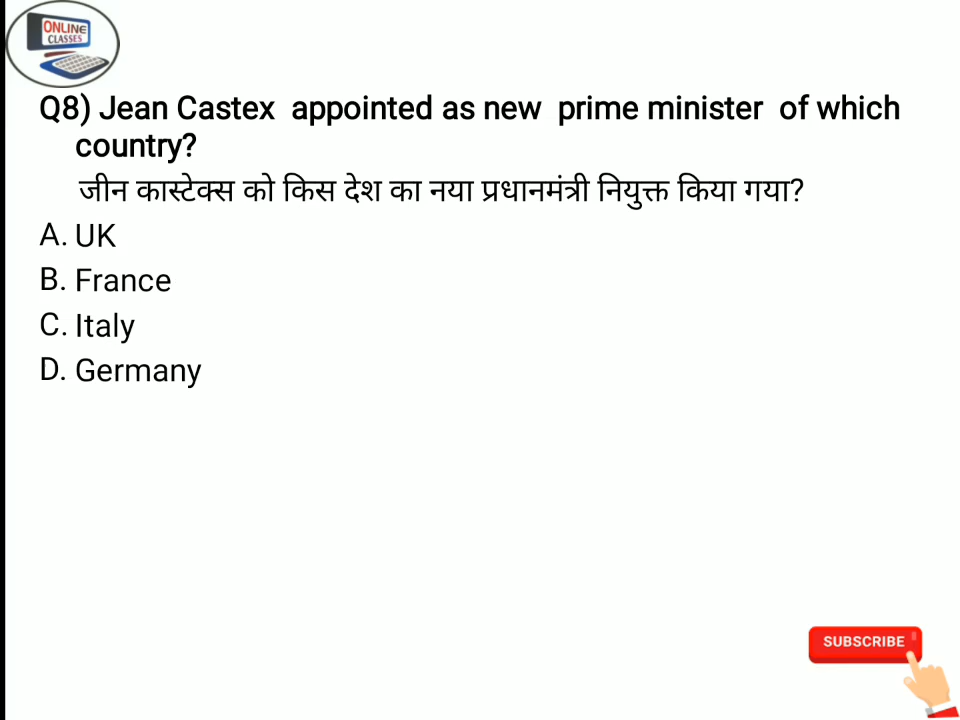 ONLINE
CLASSES
Q8) Jean Castex appointed as new prime minister of which
country?
जीन कास्टेक्स को किस देश का नया प्रधानमंत्री नियुक्त किया गया?
A. UK
B. France
C. Italy
D. Germany
SUBSCRIBE